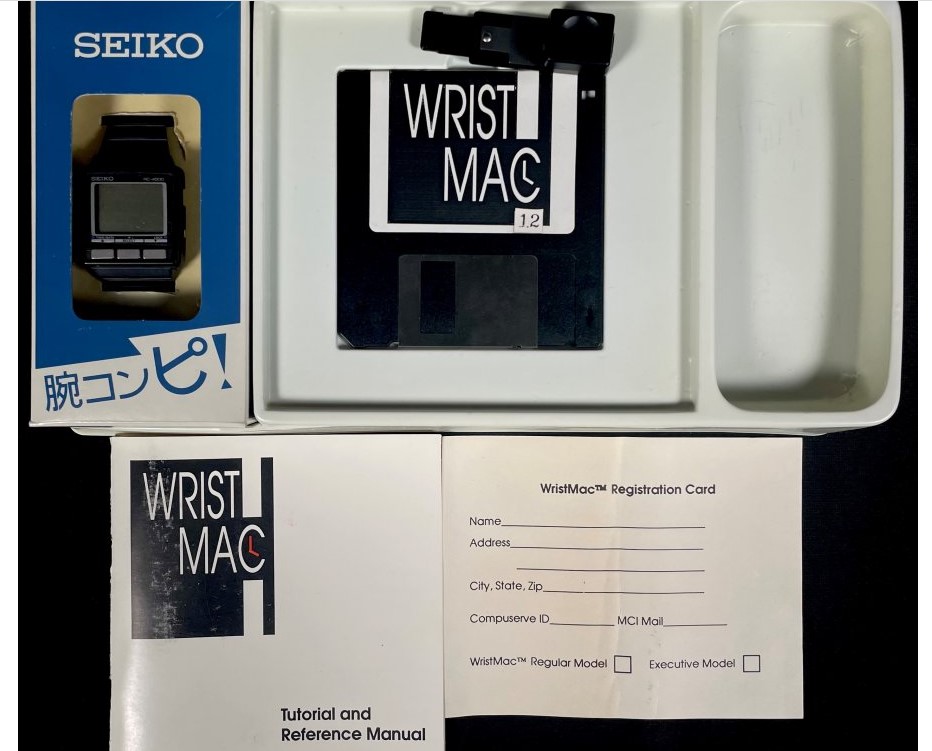 SEIKO
SEIKO
腕コンピ!
WRIST
MAC
1.2
WRIST
MAC
Tutorial and
Reference Manual
WristMac™ Registration Card
Name
Address
City, State, Zip
Compuserve ID MCI Mail
WristMac™ Regular Model Executive Model